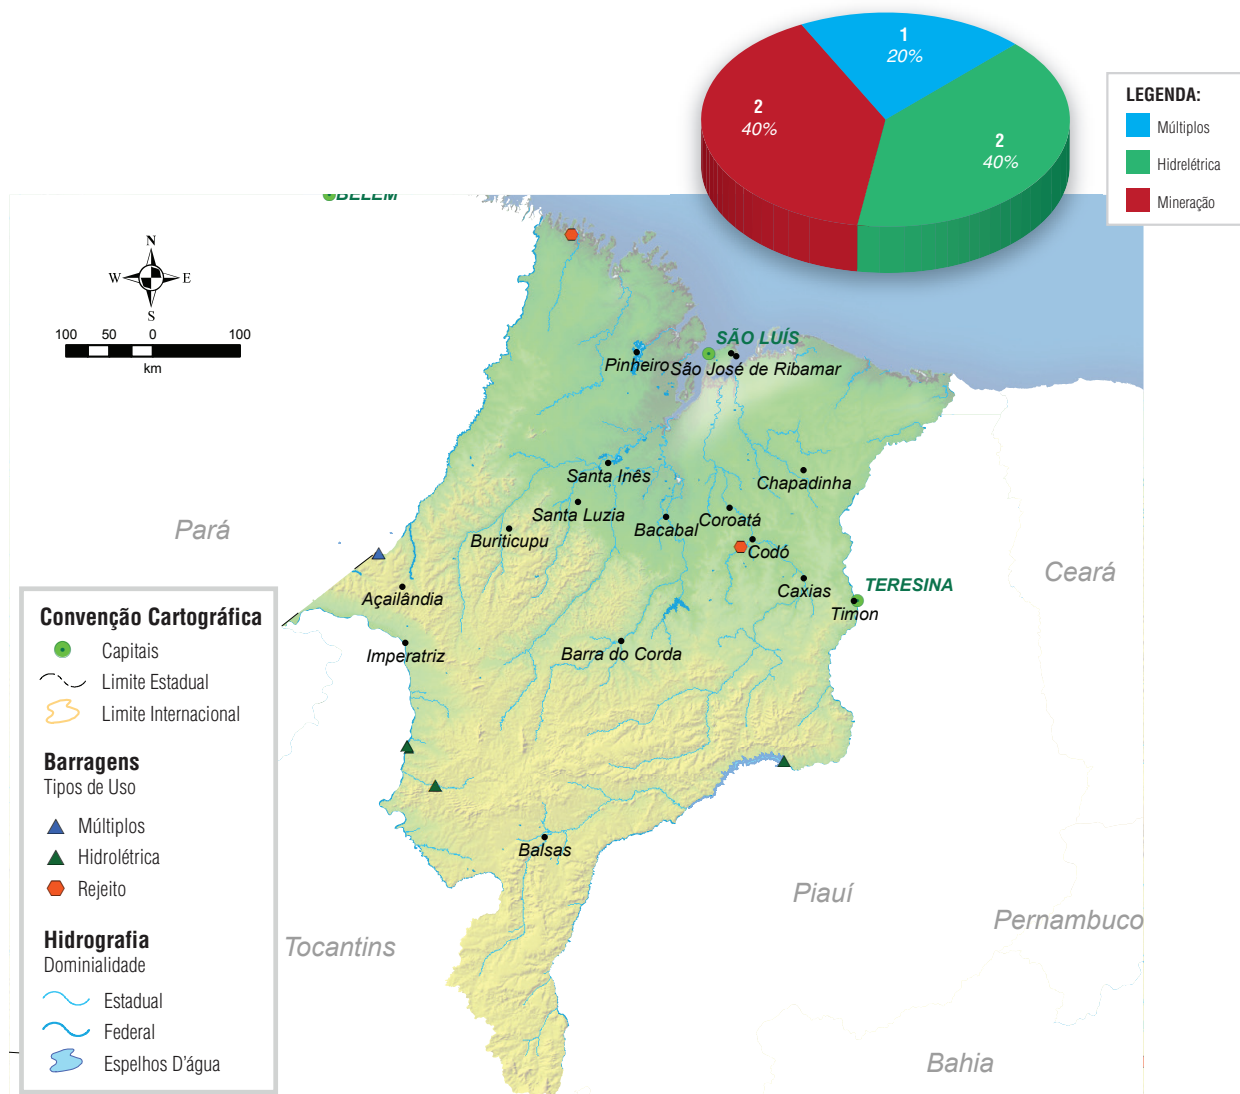 1
20%
2
40%
2
40%
LEGENDA:
Múltiplos
Hidrelétrica
Mineração
BELÉM
N
W
E
S
100
50
0
100
km
SÃO LUÍS
Pinheiro
São José de Ribamar
Santa Inês
Chapadinha
Santa Luzia
Bacabal
Coroatá
Buriticupu
Codó
Pará
Ceará
Açailândia
Caxias
TERESINA
Timon
Imperatriz
Barra do Corda
Balsas
Piauí
Pernambuco
Tocantins
Bahia
Convenção Cartográfica
Capitais
Limite Estadual
Limite Internacional
Barragens
Tipos de Uso
Múltiplos
Hidrolétrica
Rejeito
Hidrografia
Dominialidade
Estadual
Federal
Espelhos D'água